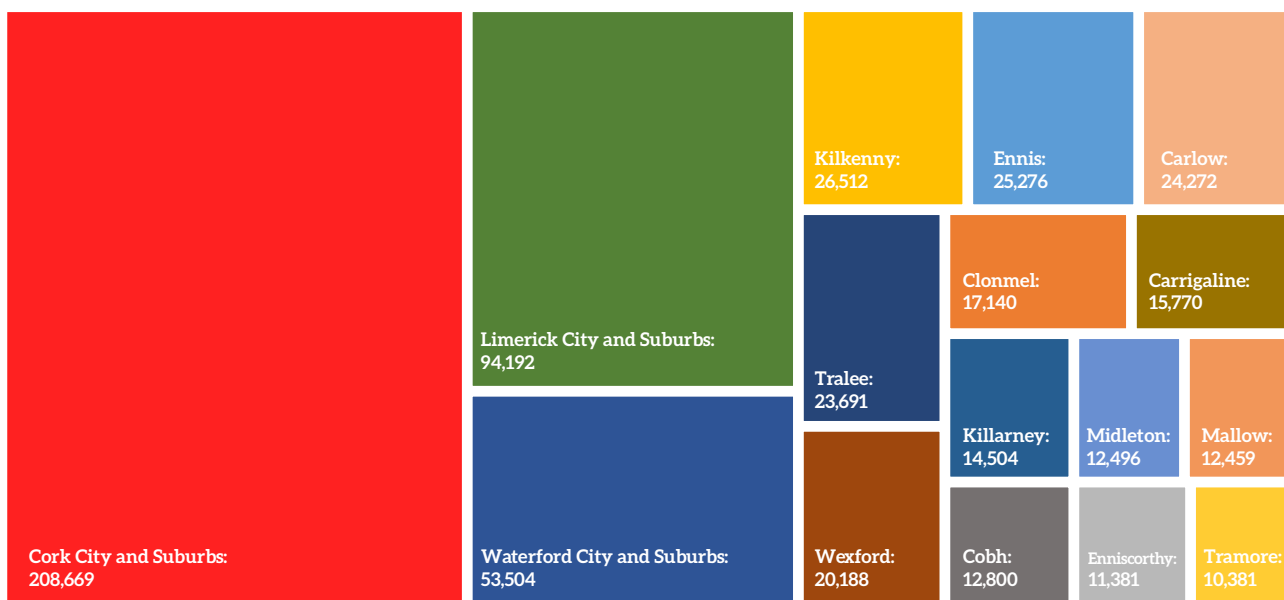 Cork City and Suburbs:
208,669
Limerick City and Suburbs:
94,192
Waterford City and Suburbs:
53,504
Kilkenny:
26,512
Ennis:
25,276
Carlow:
24,272
Tralee:
23,691
Wexford:
20,188
Clonmel:
17,140
Carrigaline:
15,770
Killarney:
14,504
Midleton:
12,496
Mallow:
12,459
Cobh:
12,800
Enniscorthy:
11,381
Tramore:
10,381